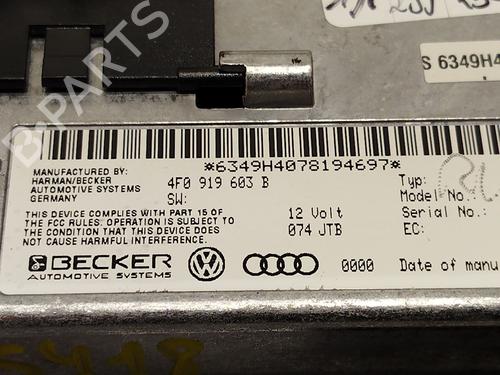 S 6349H4
*6349H4078194697*
MANUFACTURED BY:
HARMAN/BECKER
AUTOMOTIVE SYSTEMS
GERMANY
4F0 919 603 B
SW:
Typ:
Model No.:
THIS DEVICE COMPLIES WITH PART 15 OF
THE FCC RULES. OPERATION IS SUBJECT TO
THE CONDITION THAT THIS DEVICE DOES
NOT CAUSE HARMFUL INTERFERENCE.
12 Volt
074 JTB
Serial No.:
EC:
BECKER
AUTOMOTIVE SYSTEMS
0000
Date of manu
B-PARTS